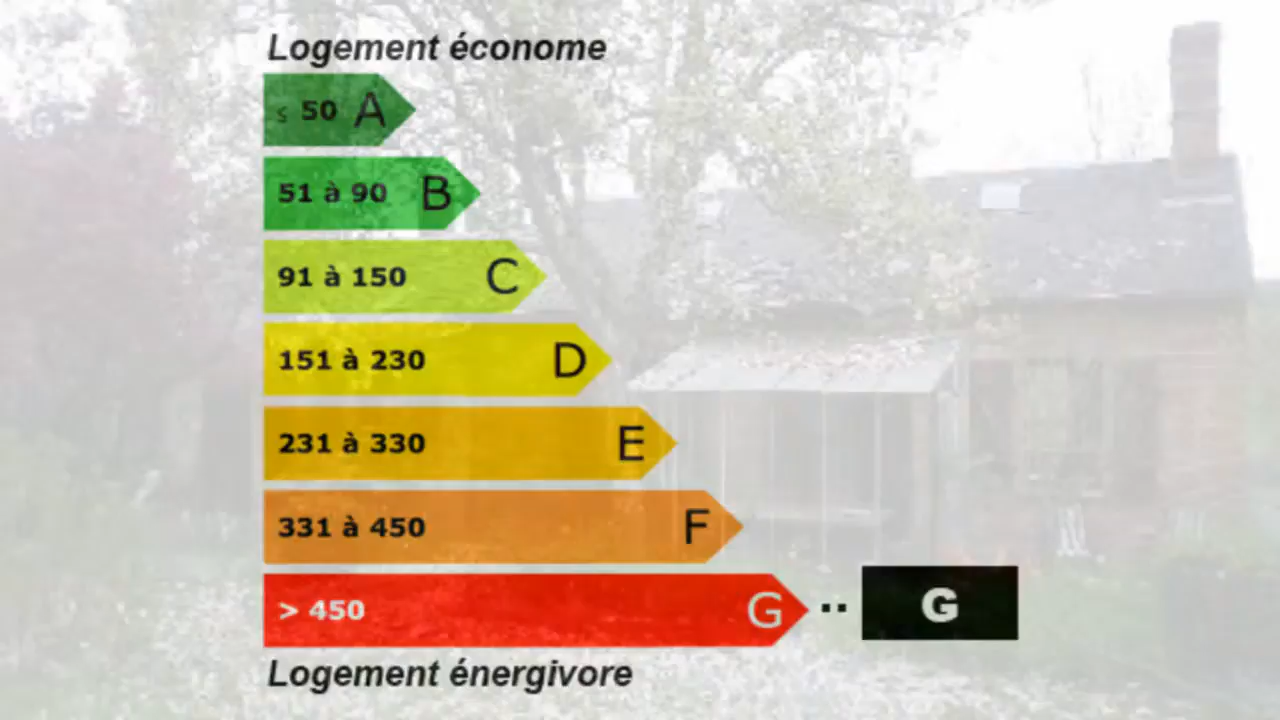 Logement économe
≤ 50 A
51 à 90 B
91 à 150 C
151 à 230 D
231 à 330 E
331 à 450 F
> 450 G ·· G
Logement énergivore